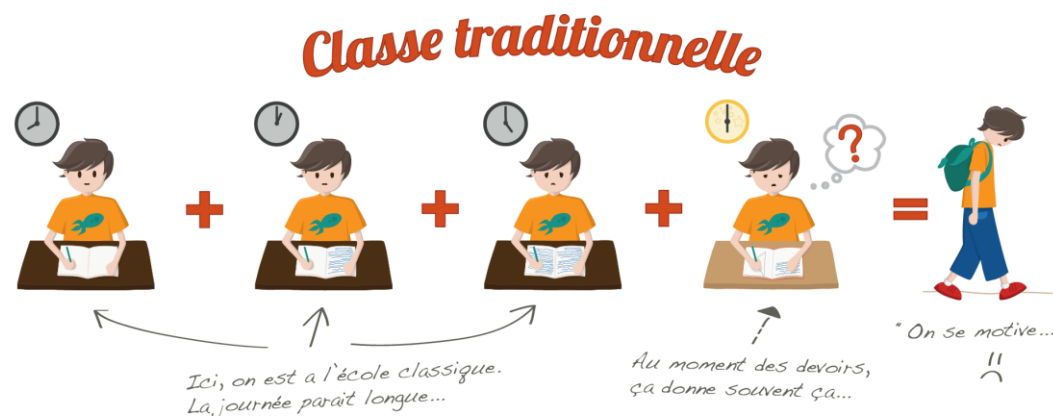 Classe traditionnelle
?
+ + + =
Ici, on est a l'école classique.
La journée parait longue...
Au moment des devoirs,
ça donne souvent ça...
" On se motive...